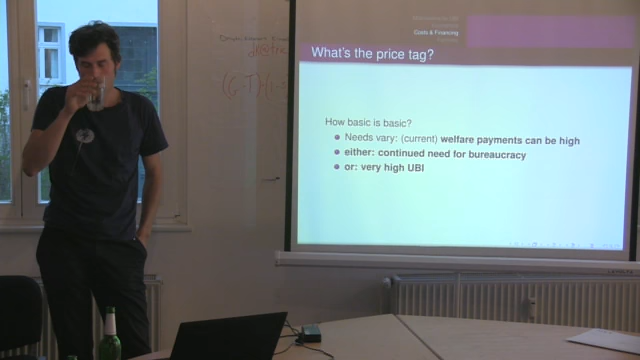 Costs & Financing
What's the price tag?
How basic is basic?
Needs vary: (current) welfare payments can be high
either: continued need for bureaucracy
or: very high UBI